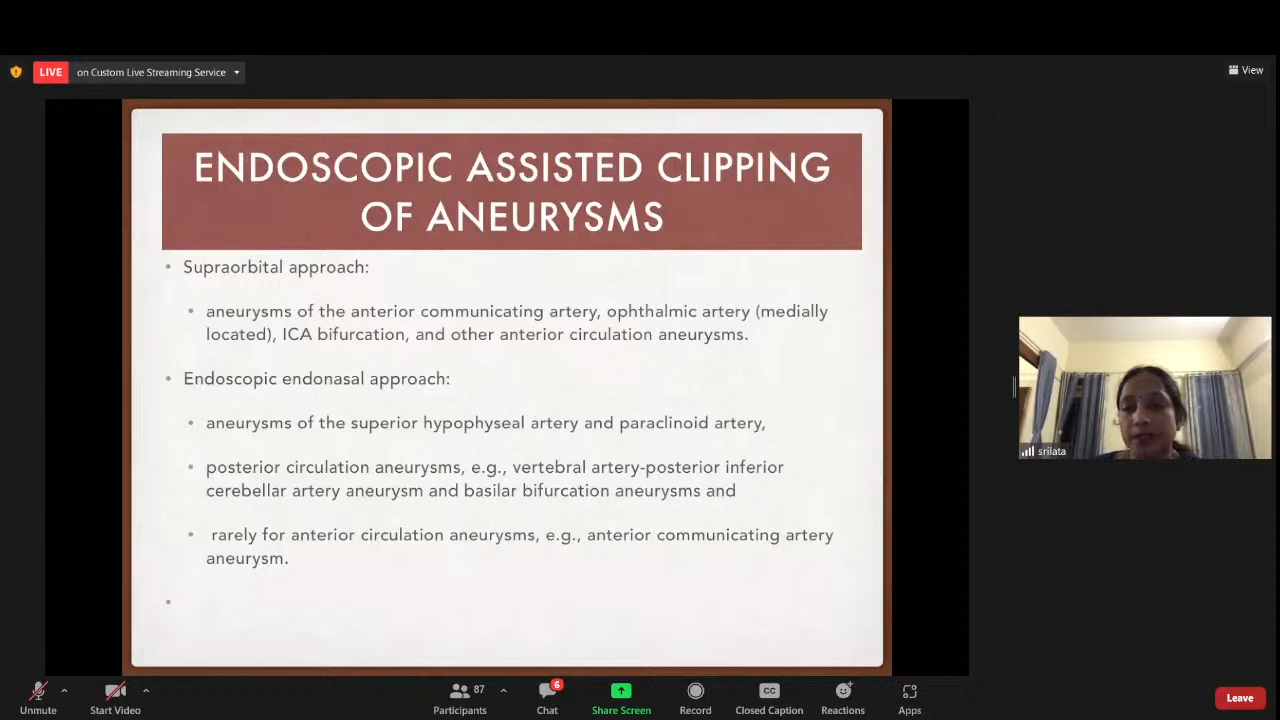 LIVE on Custom Live Streaming Service
View
ENDOSCOPIC ASSISTED CLIPPING
OF ANEURYSMS
• Supraorbital approach:
• aneurysms of the anterior communicating artery, ophthalmic artery (medially
located), ICA bifurcation, and other anterior circulation aneurysms.
• Endoscopic endonasal approach:
• aneurysms of the superior hypophyseal artery and paraclinoid artery,
• posterior circulation aneurysms, e.g., vertebral artery-posterior inferior
cerebellar artery aneurysm and basilar bifurcation aneurysms and
• rarely for anterior circulation aneurysms, e.g., anterior communicating artery
aneurysm.
•
srilata
Unmute
Start Video
87
Participants
6
Chat
Share Screen
Record
CC
Closed Caption
Reactions
Apps
Leave